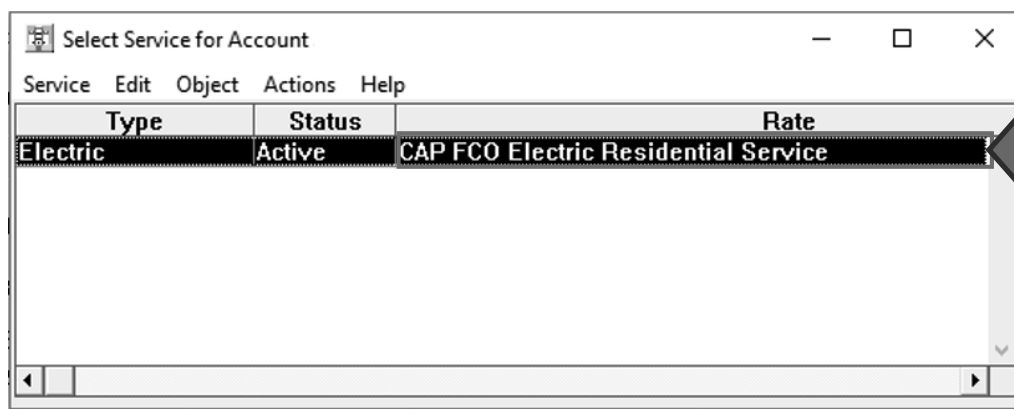 Select Service for Account
Service Edit Object Actions Help
Type Status Rate
Electric Active CAP FCO Electric Residential Service